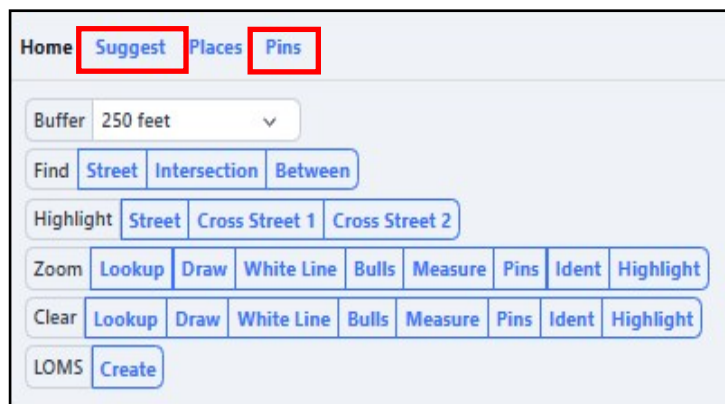 Home Suggest Places Pins
Buffer 250 feet
Find Street Intersection Between
Highlight Street Cross Street 1 Cross Street 2
Zoom Lookup Draw White Line Bulls Measure Pins Ident Highlight
Clear Lookup Draw White Line Bulls Measure Pins Ident Highlight
LOMS Create